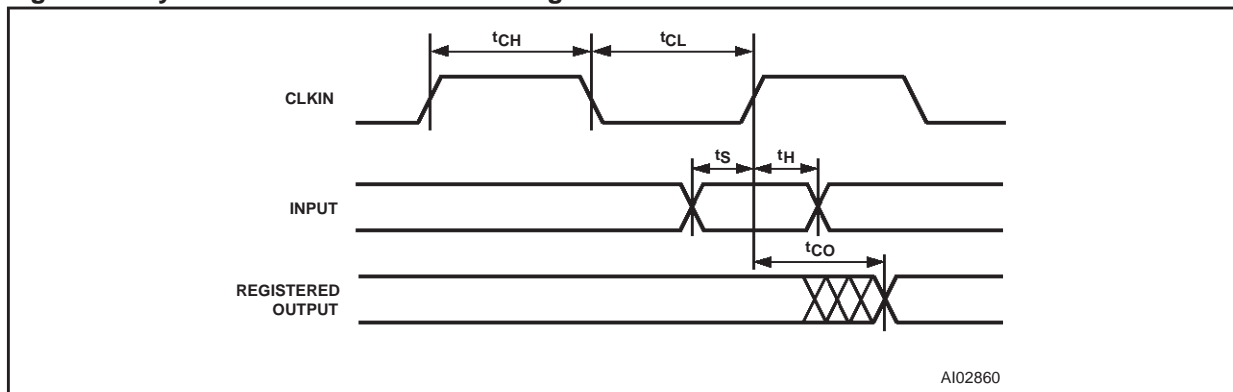 tCH
tCL
CLKIN
tS
tH
INPUT
tCO
REGISTERED
OUTPUT
AI02860